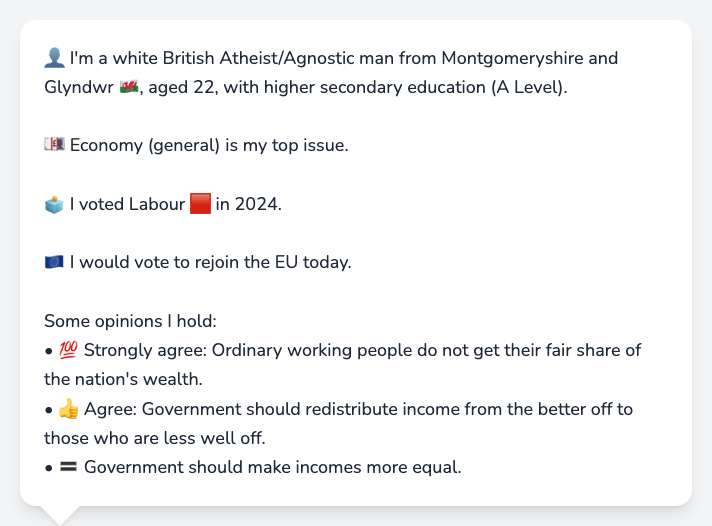 👤 I'm a white British Atheist/Agnostic man from Montgomeryshire and
Glyndwr 🏴󠁧󠁢󠁷󠁬󠁳󠁿, aged 22, with higher secondary education (A Level).
💷 Economy (general) is my top issue.
🗳️ I voted Labour 🟥 in 2024.
🇪🇺 I would vote to rejoin the EU today.
Some opinions I hold:
• 💯 Strongly agree: Ordinary working people do not get their fair share of
the nation's wealth.
• 👍 Agree: Government should redistribute income from the better off to
those who are less well off.
• 🟰 Government should make incomes more equal.